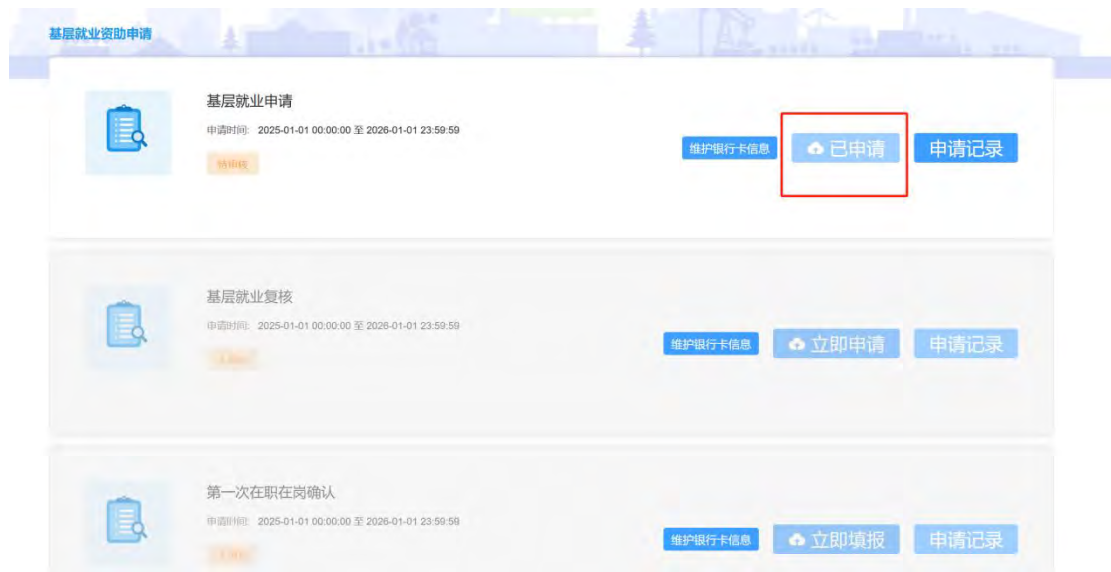 基层就业资助申请
基层就业申请
申请时间: 2025-01-01 00:00:00 至 2026-01-01 23:59:59
待审核
维护银行卡信息 已申请 申请记录
基层就业复核
申请时间: 2025-01-01 00:00:00 至 2026-01-01 23:59:59
维护银行卡信息 立即申请 申请记录
第一次在职在岗确认
申请时间: 2025-01-01 00:00:00 至 2026-01-01 23:59:59
维护银行卡信息 立即填报 申请记录